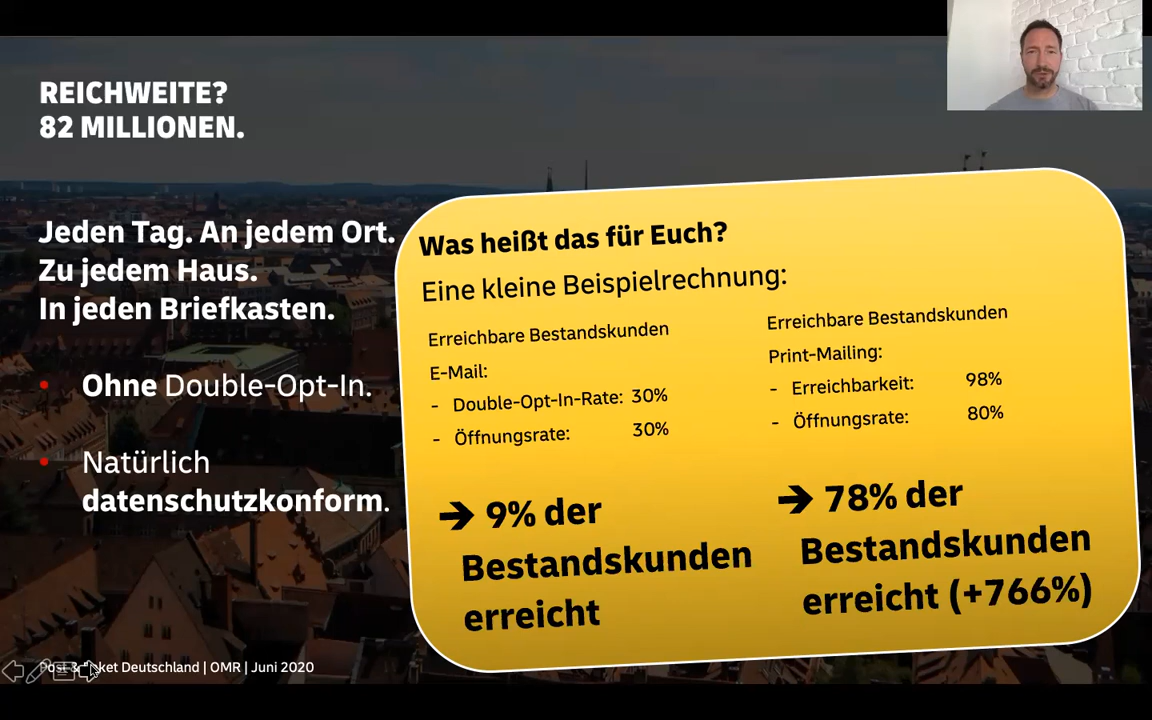 REICHWEITE?
82 MILLIONEN.
Jeden Tag. An jedem Ort.
Zu jedem Haus.
In jeden Briefkasten.
• Ohne Double-Opt-In.
• Natürlich
datenschutzkonform.
Was heißt das für Euch?
Eine kleine Beispielrechnung:
Erreichbare Bestandskunden
E-Mail:
- Double-Opt-In-Rate: 30%
- Öffnungsrate: 30%
➔ 9% der
Bestandskunden
erreicht
Erreichbare Bestandskunden
Print-Mailing:
- Erreichbarkeit: 98%
- Öffnungsrate: 80%
➔ 78% der
Bestandskunden
erreicht (+766%)
Post & Paket Deutschland | OMR | Juni 2020